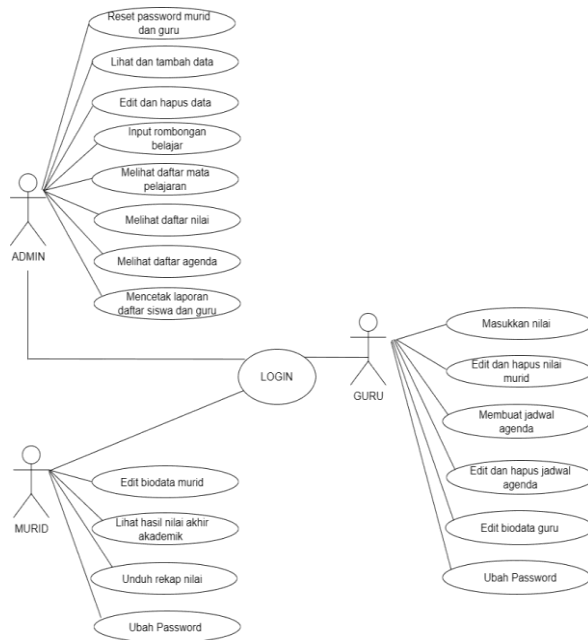 Reset password murid
dan guru
Lihat dan tambah data
Edit dan hapus data
Input rombongan
belajar
Melihat daftar mata
pelajaran
Melihat daftar nilai
Melihat daftar agenda
Mencetak laporan
daftar siswa dan guru
ADMIN
LOGIN
GURU
Masukkan nilai
Edit dan hapus nilai
murid
Membuat jadwal
agenda
Edit dan hapus jadwal
agenda
Edit biodata guru
Ubah Password
MURID
Edit biodata murid
Lihat hasil nilai akhir
akademik
Unduh rekap nilai
Ubah Password